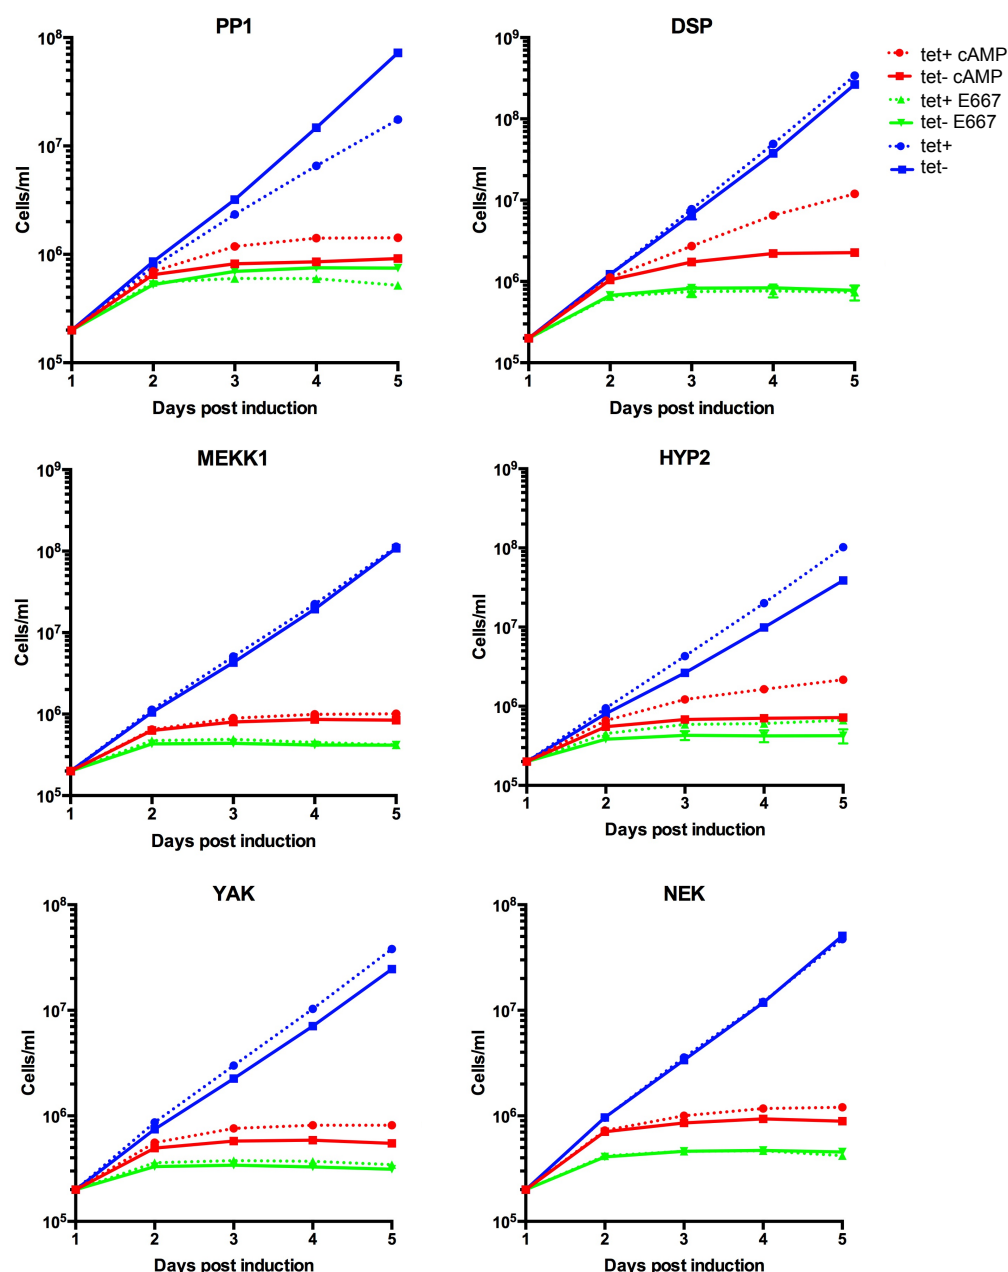 PP1
10⁸
10⁷
10⁶
10⁵
Cells/ml
1 2 3 4 5
Days post induction
DSP
10⁹
10⁸
10⁷
10⁶
10⁵
Cells/ml
1 2 3 4 5
Days post induction
tet+ cAMP
tet- cAMP
tet+ E667
tet- E667
tet+
tet-
MEKK1
10⁹
10⁸
10⁷
10⁶
10⁵
Cells/ml
1 2 3 4 5
Days post induction
HYP2
10⁹
10⁸
10⁷
10⁶
10⁵
Cells/ml
1 2 3 4 5
Days post induction
YAK
10⁸
10⁷
10⁶
10⁵
Cells/ml
1 2 3 4 5
Days post induction
NEK
10⁸
10⁷
10⁶
10⁵
Cells/ml
1 2 3 4 5
Days post induction